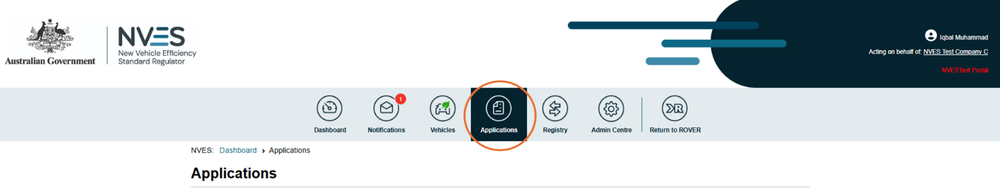 Australian Government
NVES
New Vehicle Efficiency
Standard Regulator
Iqbal Muhammad
Acting on behalf of: NVES Test Company C
NVESTest Portal
1
Dashboard
Notifications
Vehicles
Applications
Registry
Admin Centre
Return to ROVER
NVES: Dashboard › Applications
Applications